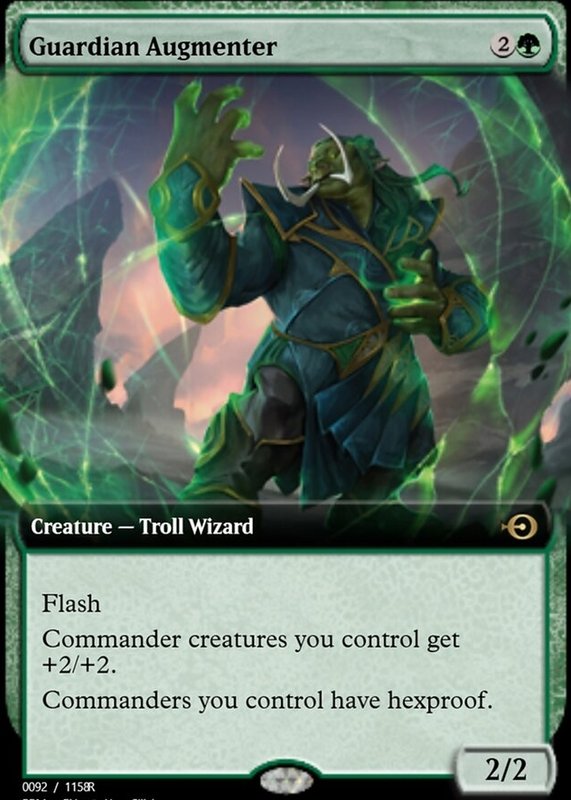 Guardian Augmenter 2
Creature — Troll Wizard
Flash
Commander creatures you control get
+2/+2.
Commanders you control have hexproof.
2/2
0092 / 1158R